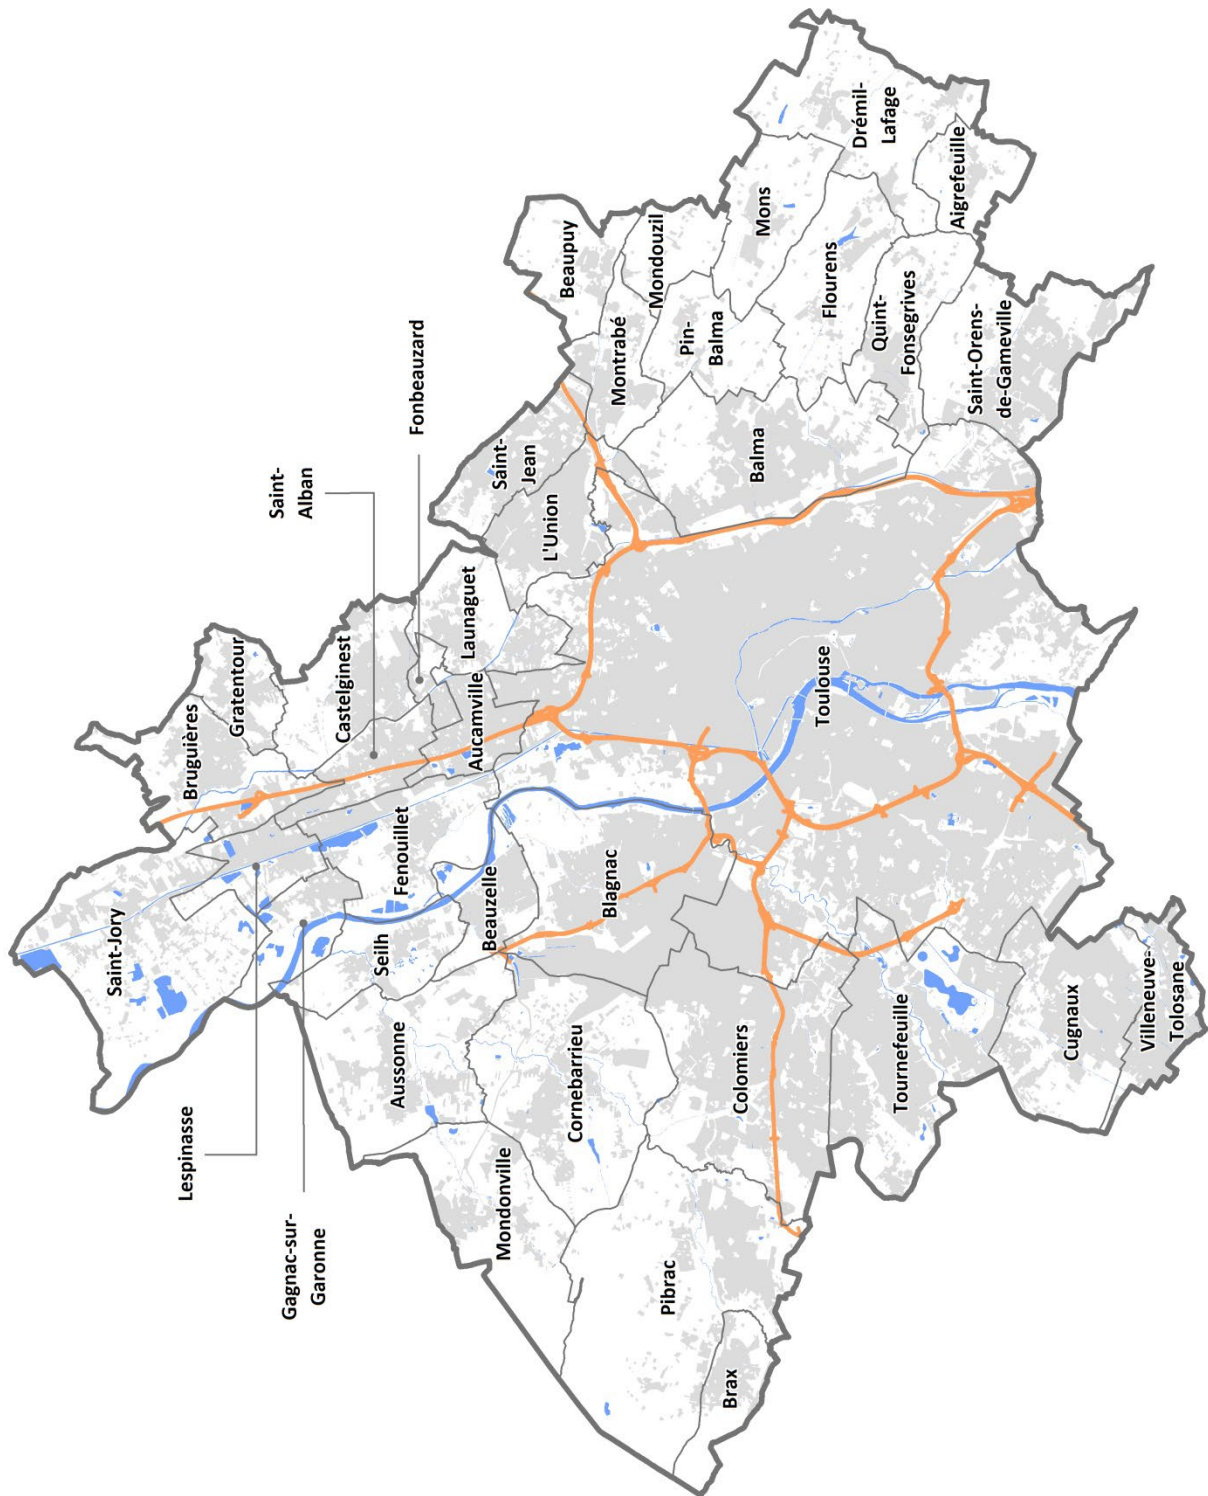 Saint-Jory
Bruguières
Gratentour
Lespinasse
Gagnac-sur-
Garonne
Castelginest
Saint-
Alban
Fonbeauzard
Fenouillet
Seilh
Aucamville
Launaguet
Aussonne
Beauzelle
Saint-
Jean
L'Union
Beaupuy
Montrabé
Mondouzil
Mondonville
Cornebarrieu
Blagnac
Pin-
Balma
Mons
Drémil-
Lafage
Flourens
Balma
Quint-
Fonsegrives
Aigrefeuille
Pibrac
Colomiers
Toulouse
Brax
Tournefeuille
Saint-Orens-
de-Gameville
Cugnaux
Villeneuve-
Tolosane